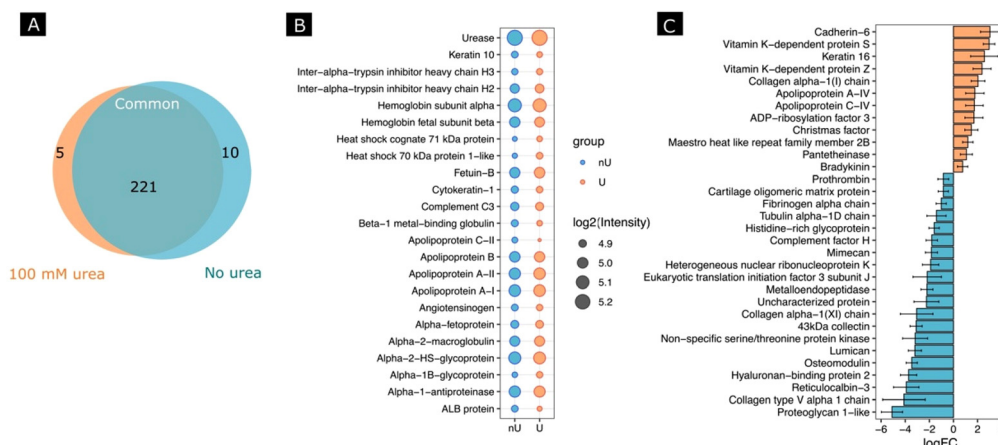 A
Common
5
10
221
100 mM urea
No urea
B
Urease
Keratin 10
Inter-alpha-trypsin inhibitor heavy chain H3
Inter-alpha-trypsin inhibitor heavy chain H2
Hemoglobin subunit alpha
Hemoglobin fetal subunit beta
Heat shock cognate 71 kDa protein
Heat shock 70 kDa protein 1-like
Fetuin-B
Cytokeratin-1
Complement C3
Beta-1 metal-binding globulin
Apolipoprotein C-II
Apolipoprotein B
Apolipoprotein A-II
Apolipoprotein A-I
Angiotensinogen
Alpha-fetoprotein
Alpha-2-macroglobulin
Alpha-2-HS-glycoprotein
Alpha-1B-glycoprotein
Alpha-1-antiproteinase
ALB protein
nU U
group
nU
U
log2(Intensity)
4.9
5.0
5.1
5.2
C
Cadherin-6
Vitamin K-dependent protein S
Keratin 16
Vitamin K-dependent protein Z
Collagen alpha-1(I) chain
Apolipoprotein A-IV
Apolipoprotein C-IV
ADP-ribosylation factor 3
Christmas factor
Maestro heat like repeat family member 2B
Pantetheinase
Bradykinin
Prothrombin
Cartilage oligomeric matrix protein
Fibrinogen alpha chain
Tubulin alpha-1D chain
Histidine-rich glycoprotein
Complement factor H
Mimecan
Heterogeneous nuclear ribonucleoprotein K
Eukaryotic translation initiation factor 3 subunit J
Metalloendopeptidase
Uncharacterized protein
Collagen alpha-1(XI) chain
43kDa collectin
Non-specific serine/threonine protein kinase
Lumican
Osteomodulin
Hyaluronan-binding protein 2
Reticulocalbin-3
Collagen type V alpha 1 chain
Proteoglycan 1-like
-6 -4 -2 0 2
logFC